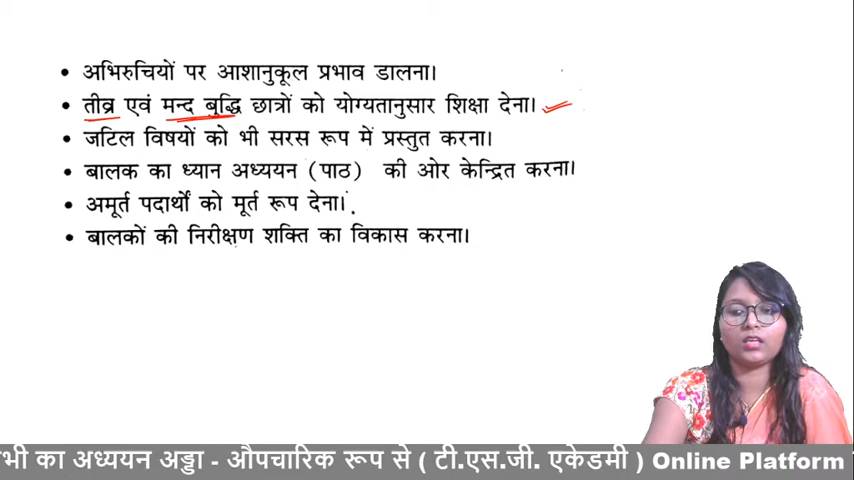 • अभिरुचियों पर आशानुकूल प्रभाव डालना।
• तीव्र एवं मन्द बुद्धि छात्रों को योग्यतानुसार शिक्षा देना।
• जटिल विषयों को भी सरस रूप में प्रस्तुत करना।
• बालक का ध्यान अध्ययन (पाठ) की ओर केन्द्रित करना।
• अमूर्त पदार्थों को मूर्त रूप देना।
• बालकों की निरीक्षण शक्ति का विकास करना।
भी का अध्ययन अड्डा - औपचारिक रूप से ( टी.एस.जी. एकेडमी ) Online Platform